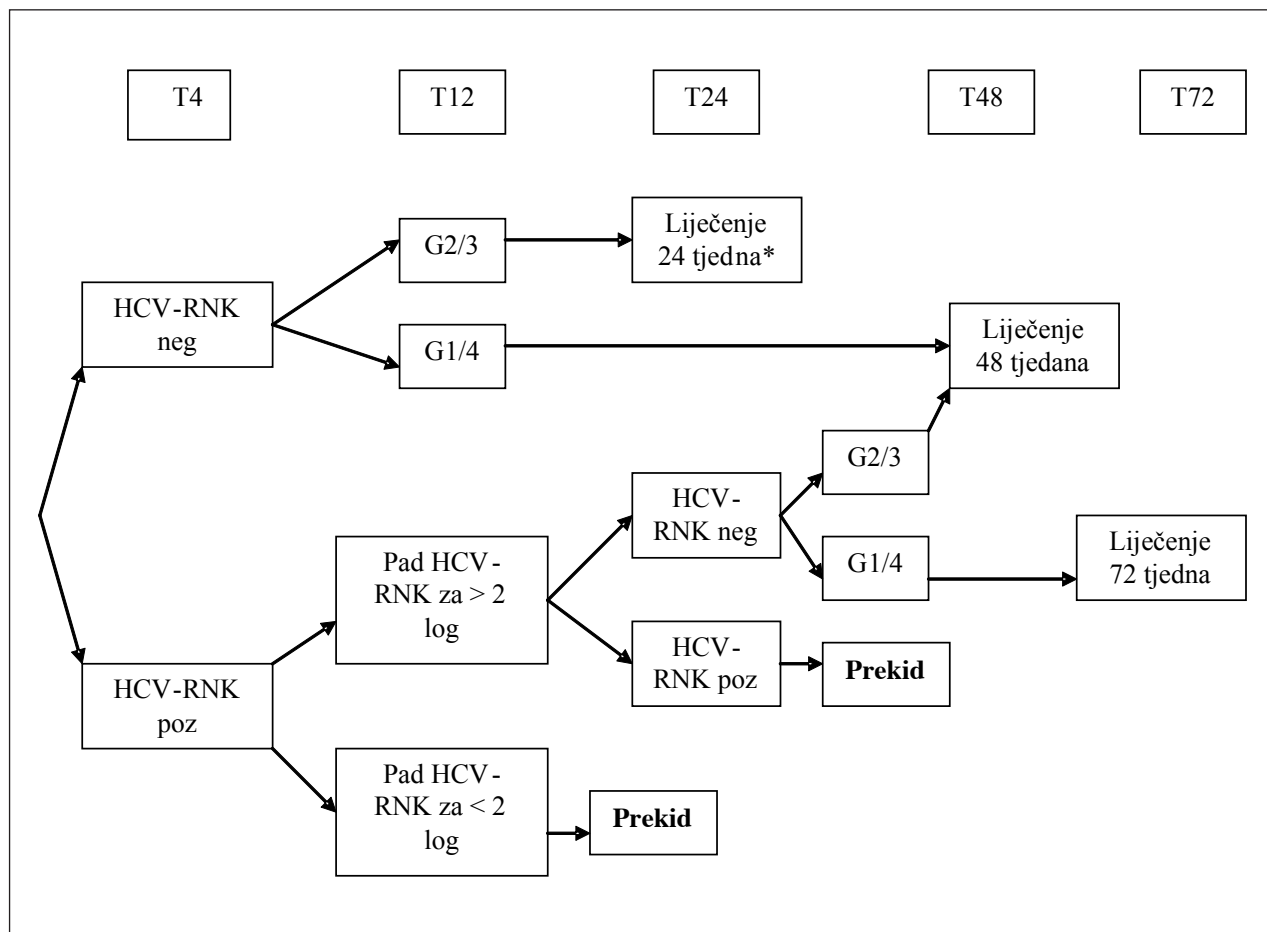 T4
T12
T24
T48
T72
Liječenje
24 tjedna*
G2/3
HCV-RNK
neg
G1/4
Liječenje
48 tjedana
G2/3
HCV-
RNK neg
G1/4
Liječenje
72 tjedna
Pad HCV-
RNK za > 2
log
HCV-
RNK poz
Prekid
HCV-RNK
poz
Pad HCV-
RNK za < 2
log
Prekid